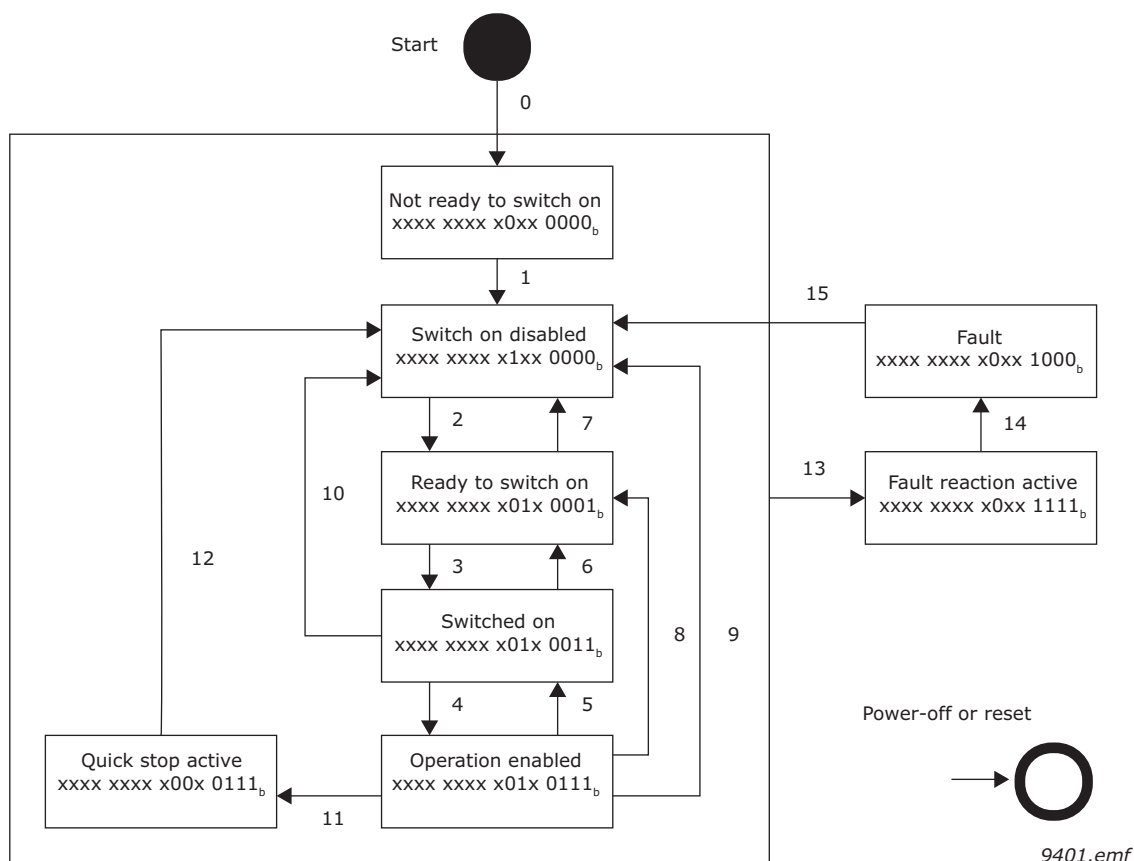 Start
0
Not ready to switch on
xxxx xxxx x0xx 0000b
1
15
Switch on disabled
xxxx xxxx x1xx 0000b
Fault
xxxx xxxx x0xx 1000b
2
7
14
13
10
Ready to switch on
xxxx xxxx x01x 0001b
Fault reaction active
xxxx xxxx x0xx 1111b
12
3
6
Switched on
xxxx xxxx x01x 0011b
8
9
4
5
Power-off or reset
Quick stop active
xxxx xxxx x00x 0111b
Operation enabled
xxxx xxxx x01x 0111b
11
9401.emf